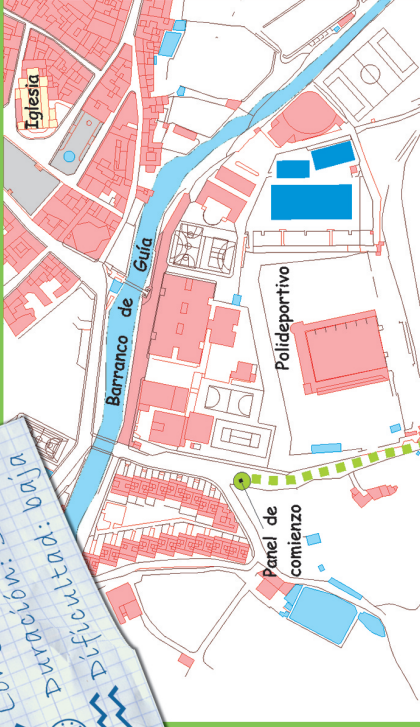 Duración:
Dificultad: baja
Iglesia
Barranco de Guía
Polideportivo
Panel de
comienzo